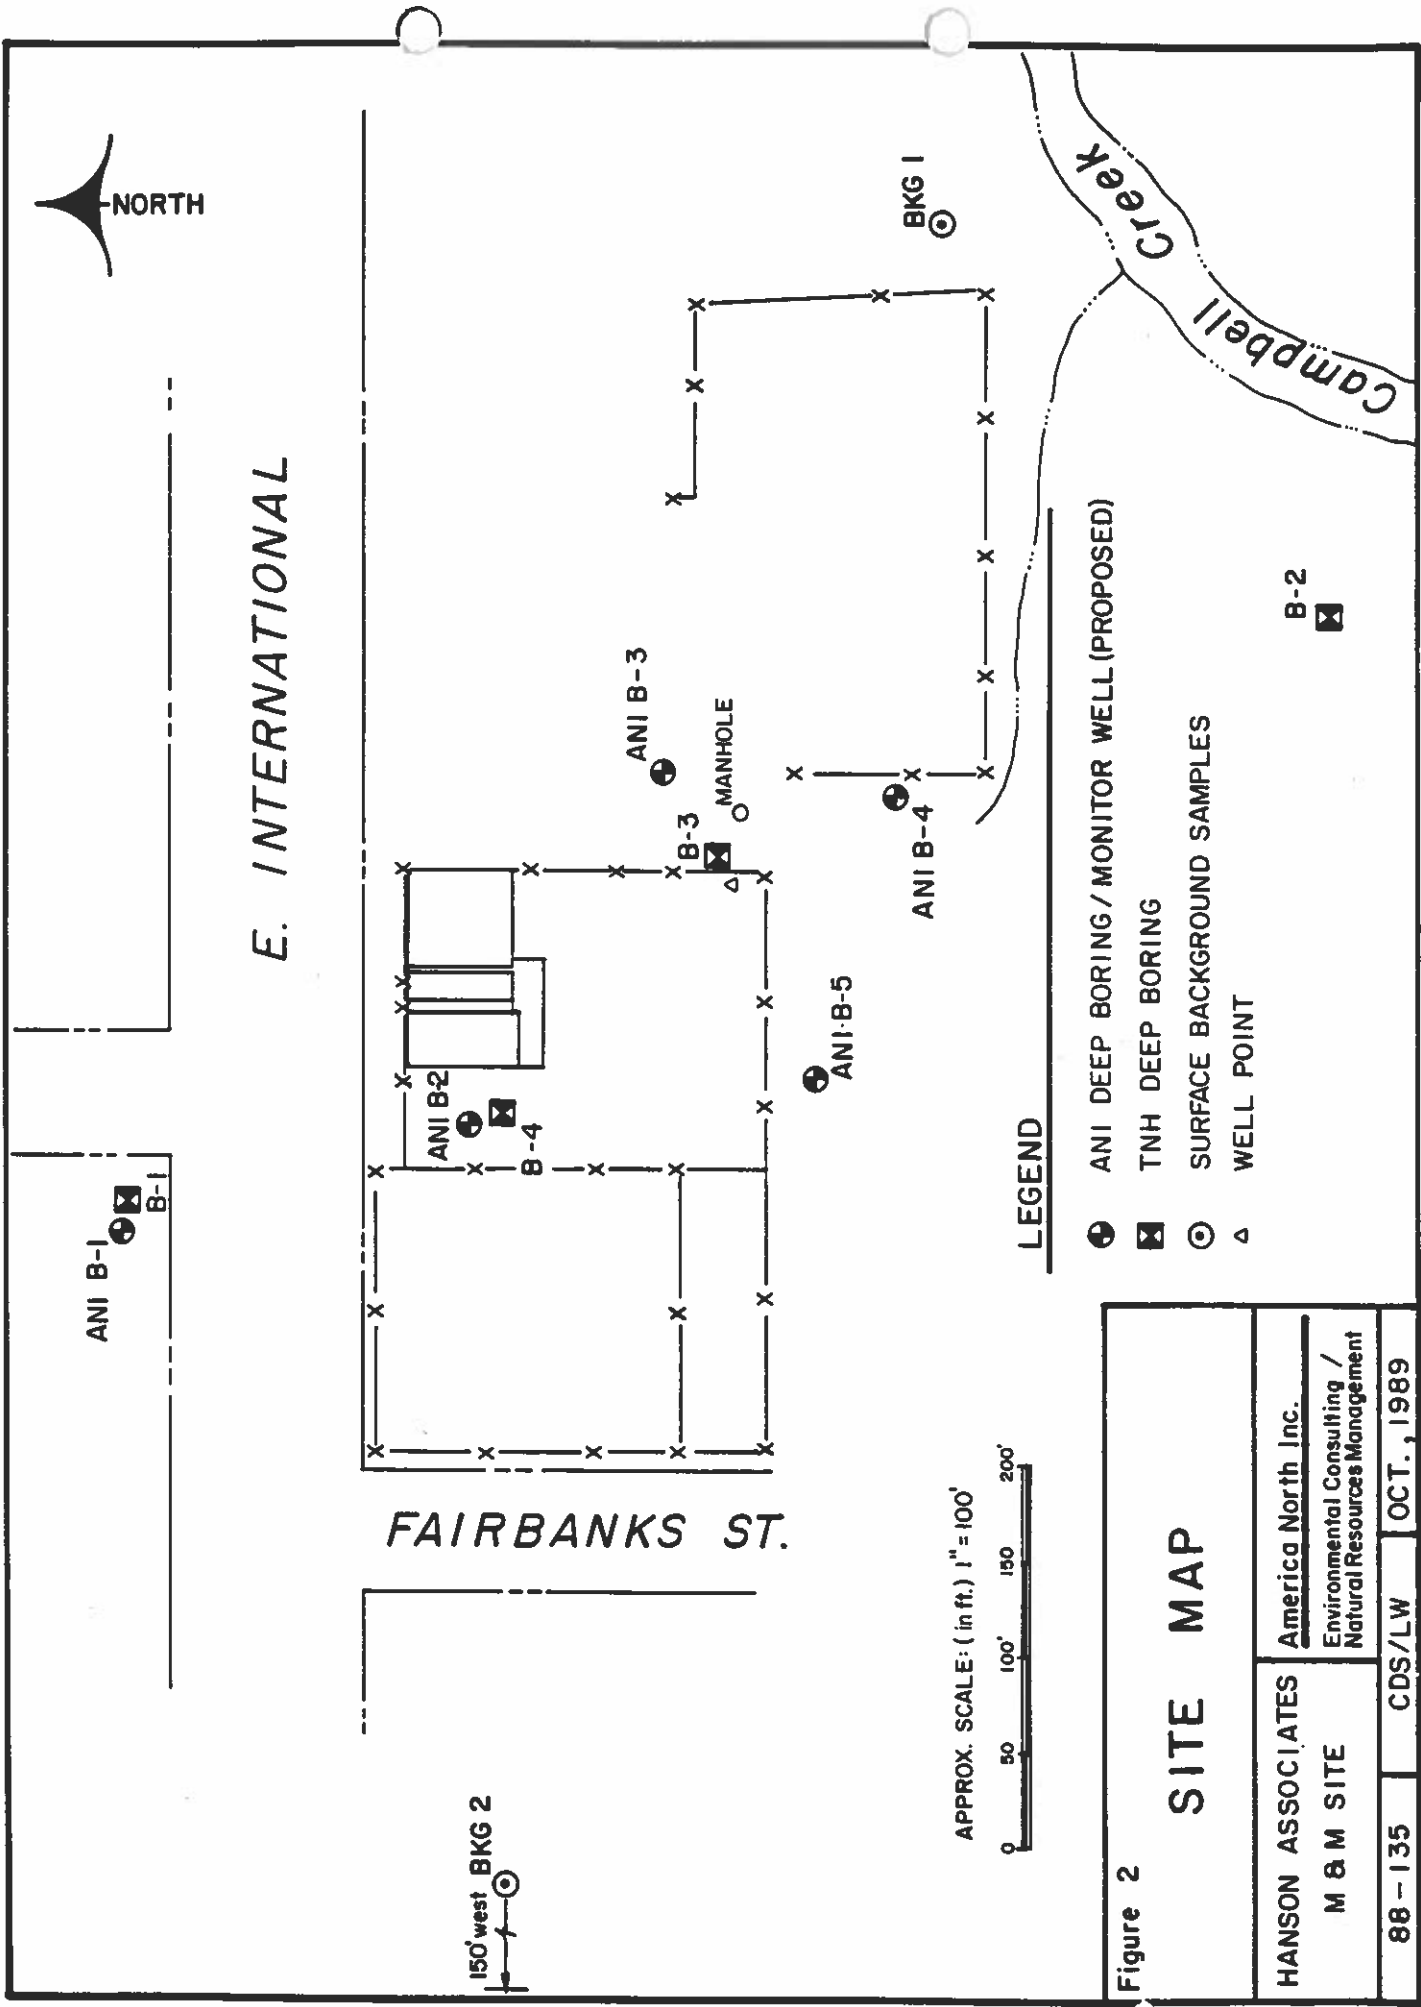 NORTH
E. INTERNATIONAL
ANI B-1
B-1
ANI B-2
B-4
ANI B-3
B-3
MANHOLE
ANI B-4
ANI B-5
BKG 1
Campbell Creek
B-2
FAIRBANKS ST.
150' west BKG 2
APPROX. SCALE: (in ft.) 1" = 100'
0 50 100' 150 200'
LEGEND
ANI DEEP BORING / MONITOR WELL (PROPOSED)
TNH DEEP BORING
SURFACE BACKGROUND SAMPLES
WELL POINT
Figure 2
SITE MAP
HANSON ASSOCIATES
M & M SITE
America North Inc.
Environmental Consulting /
Natural Resources Management
88-135 CDS/LW OCT., 1989